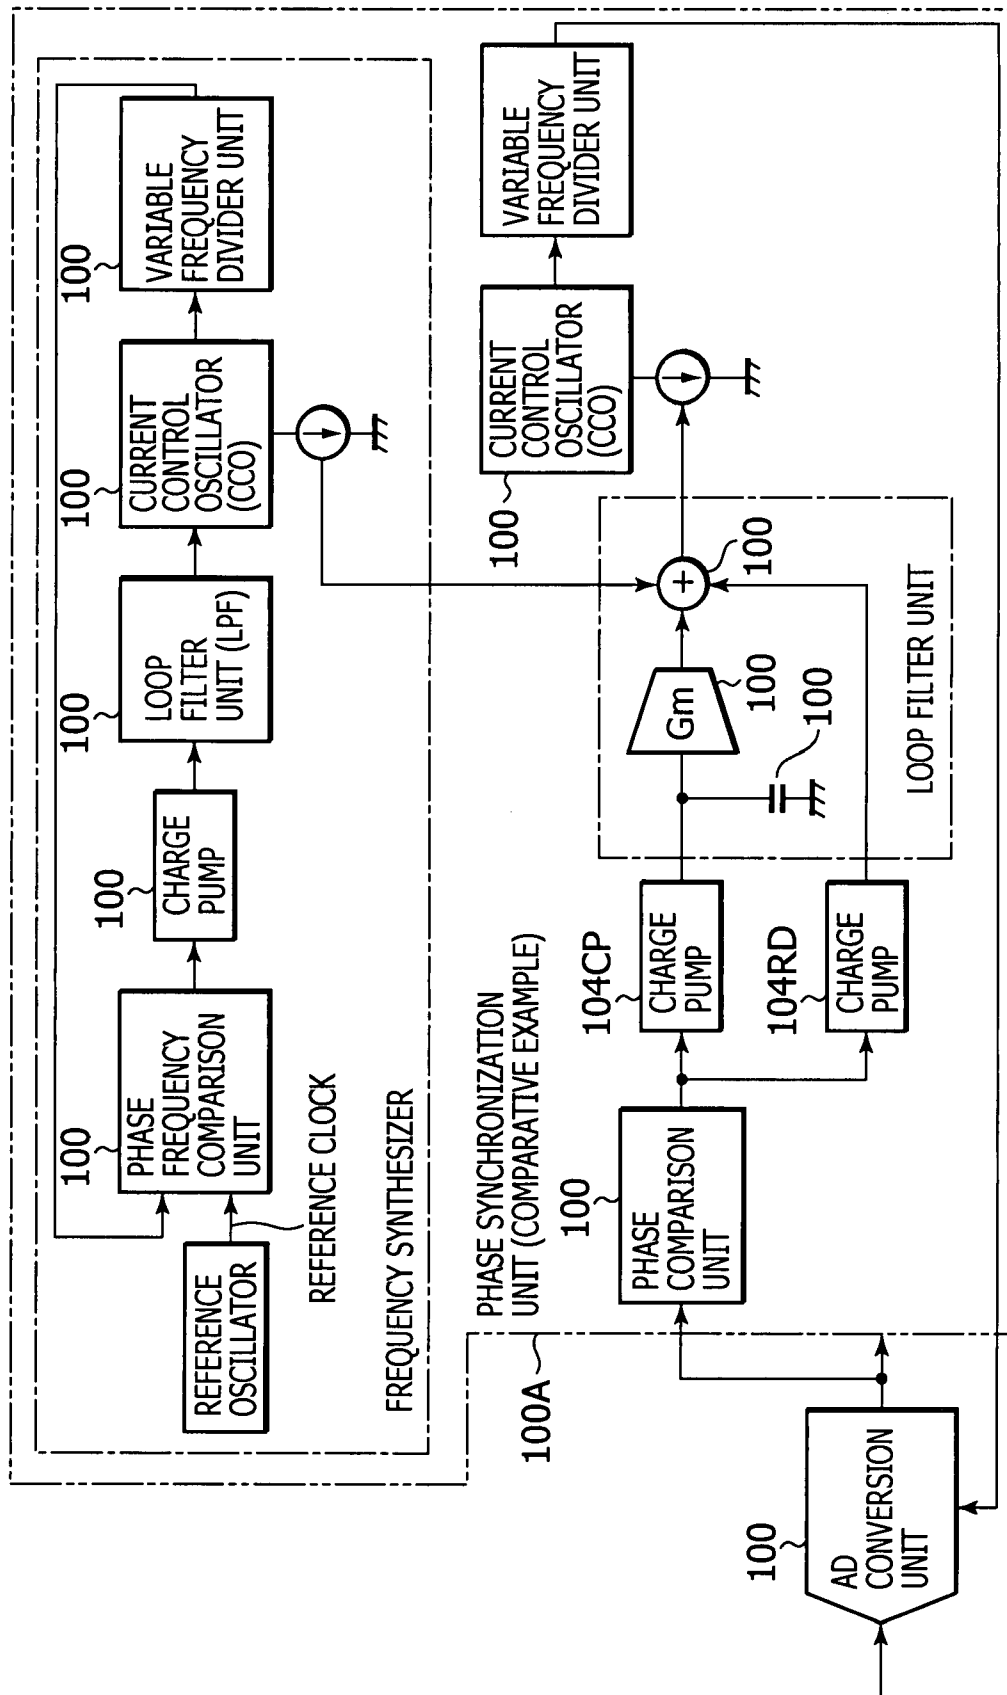 100
VARIABLE
FREQUENCY
DIVIDER UNIT
100
CURRENT
CONTROL
OSCILLATOR
(CCO)
100
LOOP
FILTER
UNIT (LPF)
100
CHARGE
PUMP
100
PHASE
FREQUENCY
COMPARISON
UNIT
REFERENCE
OSCILLATOR
REFERENCE CLOCK
FREQUENCY SYNTHESIZER
PHASE SYNCHRONIZATION
UNIT (COMPARATIVE EXAMPLE)
100A
VARIABLE
FREQUENCY
DIVIDER UNIT
CURRENT
CONTROL
OSCILLATOR
(CCO)
100
+
100
Gm
100
100
LOOP FILTER UNIT
104CP
CHARGE
PUMP
104RD
CHARGE
PUMP
100
PHASE
COMPARISON
UNIT
100
AD
CONVERSION
UNIT